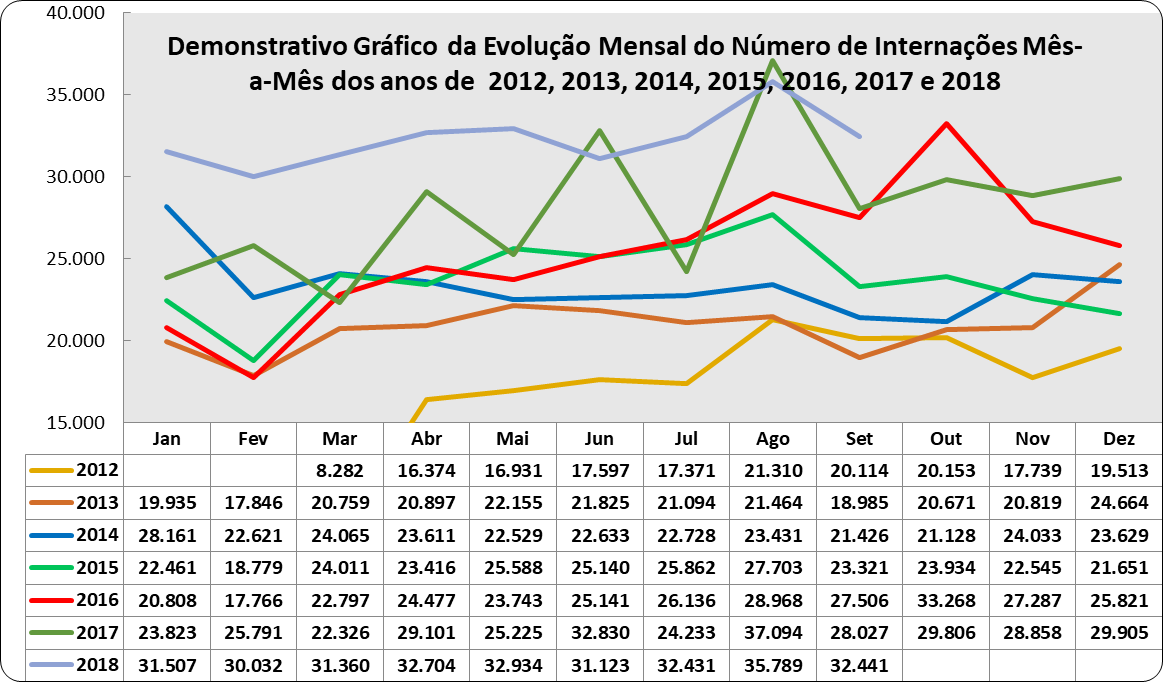 40.000
Demonstrativo Gráfico da Evolução Mensal do Número de Internações Mês-
a-Mês dos anos de 2012, 2013, 2014, 2015, 2016, 2017 e 2018
35.000
30.000
25.000
20.000
15.000
Jan Fev Mar Abr Mai Jun Jul Ago Set Out Nov Dez
2012 8.282 16.374 16.931 17.597 17.371 21.310 20.114 20.153 17.739 19.513
2013 19.935 17.846 20.759 20.897 22.155 21.825 21.094 21.464 18.985 20.671 20.819 24.664
2014 28.161 22.621 24.065 23.611 22.529 22.633 22.728 23.431 21.426 21.128 24.033 23.629
2015 22.461 18.779 24.011 23.416 25.588 25.140 25.862 27.703 23.321 23.934 22.545 21.651
2016 20.808 17.766 22.797 24.477 23.743 25.141 26.136 28.968 27.506 33.268 27.287 25.821
2017 23.823 25.791 22.326 29.101 25.225 32.830 24.233 37.094 28.027 29.806 28.858 29.905
2018 31.507 30.032 31.360 32.704 32.934 31.123 32.431 35.789 32.441